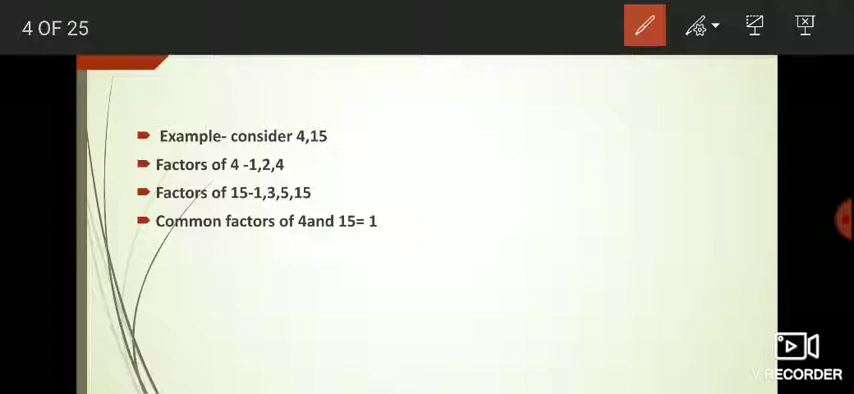 4 OF 25
Example- consider 4,15
Factors of 4 -1,2,4
Factors of 15-1,3,5,15
Common factors of 4and 15= 1
V.RECORDER